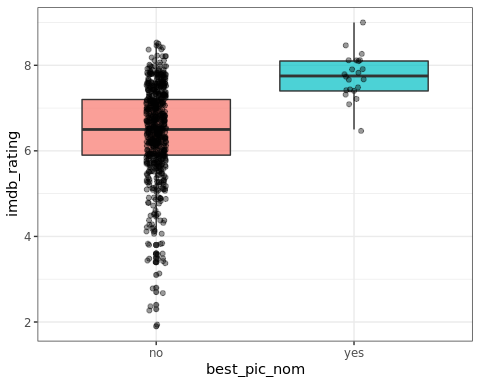 8
6
4
2
imdb_rating
no yes
best_pic_nom